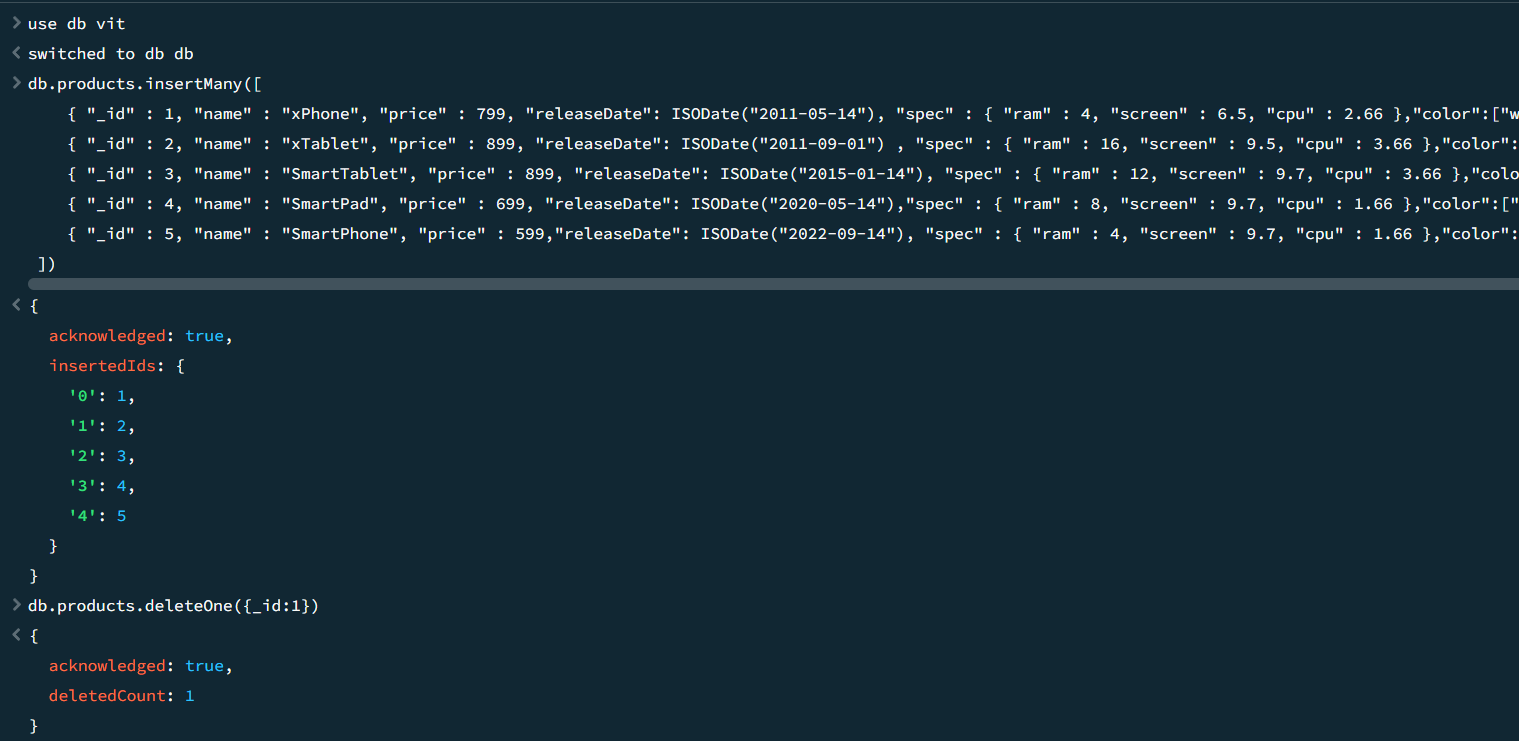 > use db vit
< switched to db db
> db.products.insertMany([
{ "_id" : 1, "name" : "xPhone", "price" : 799, "releaseDate": ISODate("2011-05-14"), "spec" : { "ram" : 4, "screen" : 6.5, "cpu" : 2.66 },"color":["w
{ "_id" : 2, "name" : "xTablet", "price" : 899, "releaseDate": ISODate("2011-09-01") , "spec" : { "ram" : 16, "screen" : 9.5, "cpu" : 3.66 },"color":
{ "_id" : 3, "name" : "SmartTablet", "price" : 899, "releaseDate": ISODate("2015-01-14"), "spec" : { "ram" : 12, "screen" : 9.7, "cpu" : 3.66 },"colo
{ "_id" : 4, "name" : "SmartPad", "price" : 699, "releaseDate": ISODate("2020-05-14"),"spec" : { "ram" : 8, "screen" : 9.7, "cpu" : 1.66 },"color":["
{ "_id" : 5, "name" : "SmartPhone", "price" : 599,"releaseDate": ISODate("2022-09-14"), "spec" : { "ram" : 4, "screen" : 9.7, "cpu" : 1.66 },"color":
])
< {
acknowledged: true,
insertedIds: {
'0': 1,
'1': 2,
'2': 3,
'3': 4,
'4': 5
}
}
> db.products.deleteOne({_id:1})
< {
acknowledged: true,
deletedCount: 1
}